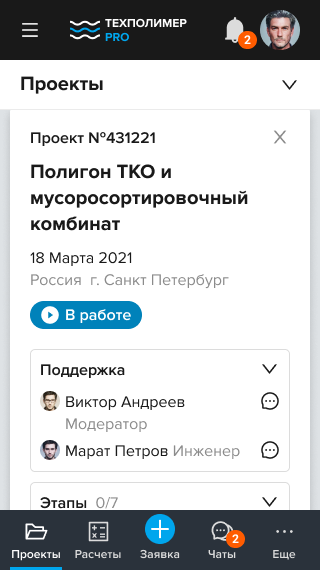 ТЕХПОЛИМЕР
PRO
2
Проекты
Проект №431221
Полигон ТКО и
мусоросортировочный
комбинат
18 Марта 2021
Россия г. Санкт Петербург
В работе
Поддержка
Виктор Андреев
Модератор
Марат Петров Инженер
Этапы 0/7
2
Проекты Расчеты Заявка Чаты Еще